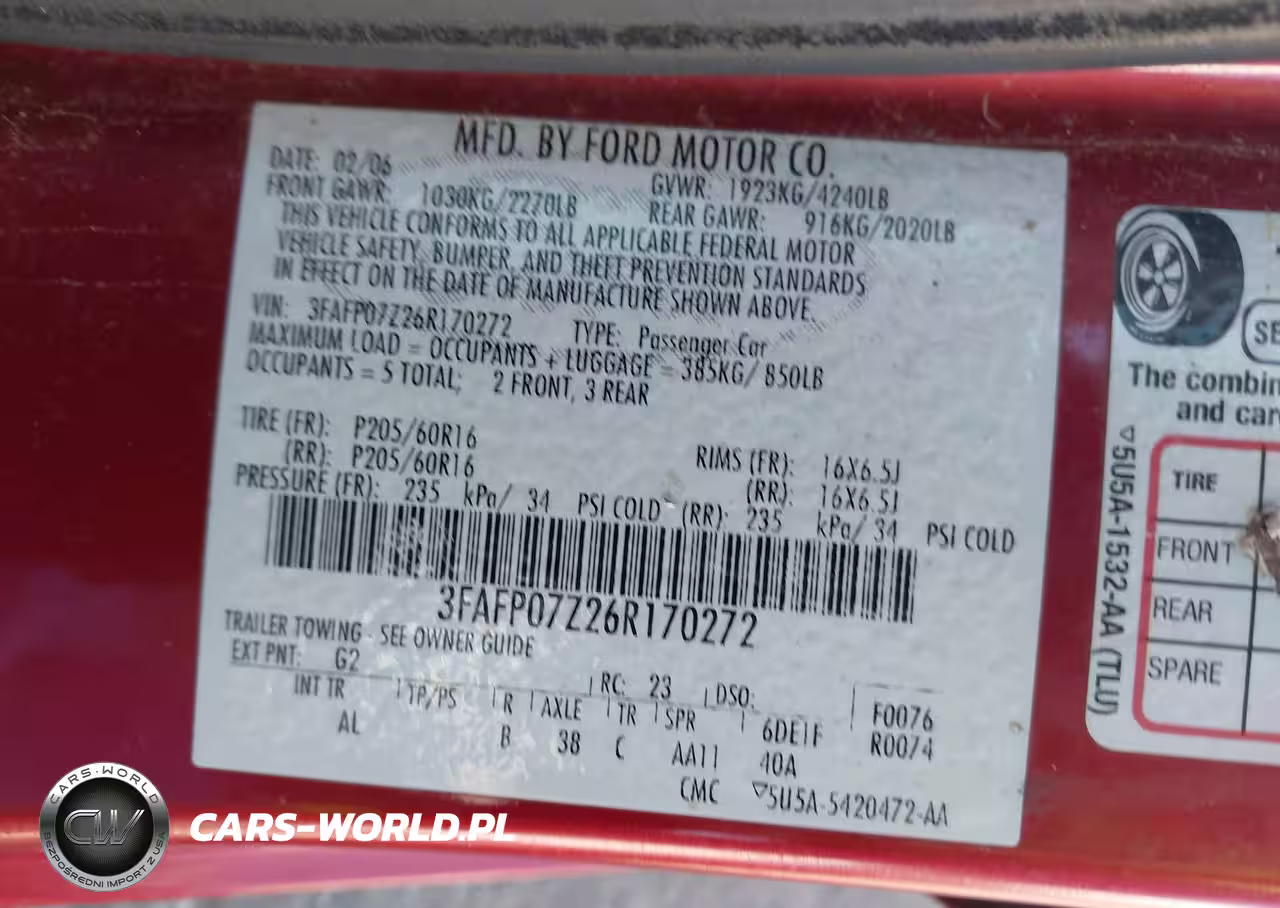 MFD. BY FORD MOTOR CO.
DATE: 02/06 GVWR: 1923KG/4240LB
FRONT GAWR: 1030KG/2270LB REAR GAWR: 916KG/2020LB
THIS VEHICLE CONFORMS TO ALL APPLICABLE FEDERAL MOTOR
VEHICLE SAFETY, BUMPER, AND THEFT PREVENTION STANDARDS
IN EFFECT ON THE DATE OF MANUFACTURE SHOWN ABOVE.
VIN: 3FAFP07Z26R170272 TYPE: Passenger Car
MAXIMUM LOAD = OCCUPANTS + LUGGAGE = 385KG/ 850LB
OCCUPANTS = 5 TOTAL; 2 FRONT, 3 REAR
TIRE (FR): P205/60R16 RIMS (FR): 16X6.5J
(RR): P205/60R16 (RR): 16X6.5J
PRESSURE (FR): 235 kPa/ 34 PSI COLD (RR): 235 kPa/ 34 PSI COLD
3FAFP07Z26R170272
TRAILER TOWING - SEE OWNER GUIDE
EXT PNT: G2 RC: 23 DSO: F0076
INT TR TP/PS R AXLE TR SPR 6DE1F R0074
AL B 38 C AA11 40A
CMC ▽5U5A-5420472-AA
SE
The combin
and car
▽5U5A-1532-AA (TLU)
TIRE
FRONT
REAR
SPARE
CARS-WORLD
CW
BEZPOŚREDNI IMPORT Z USA
CARS-WORLD.PL